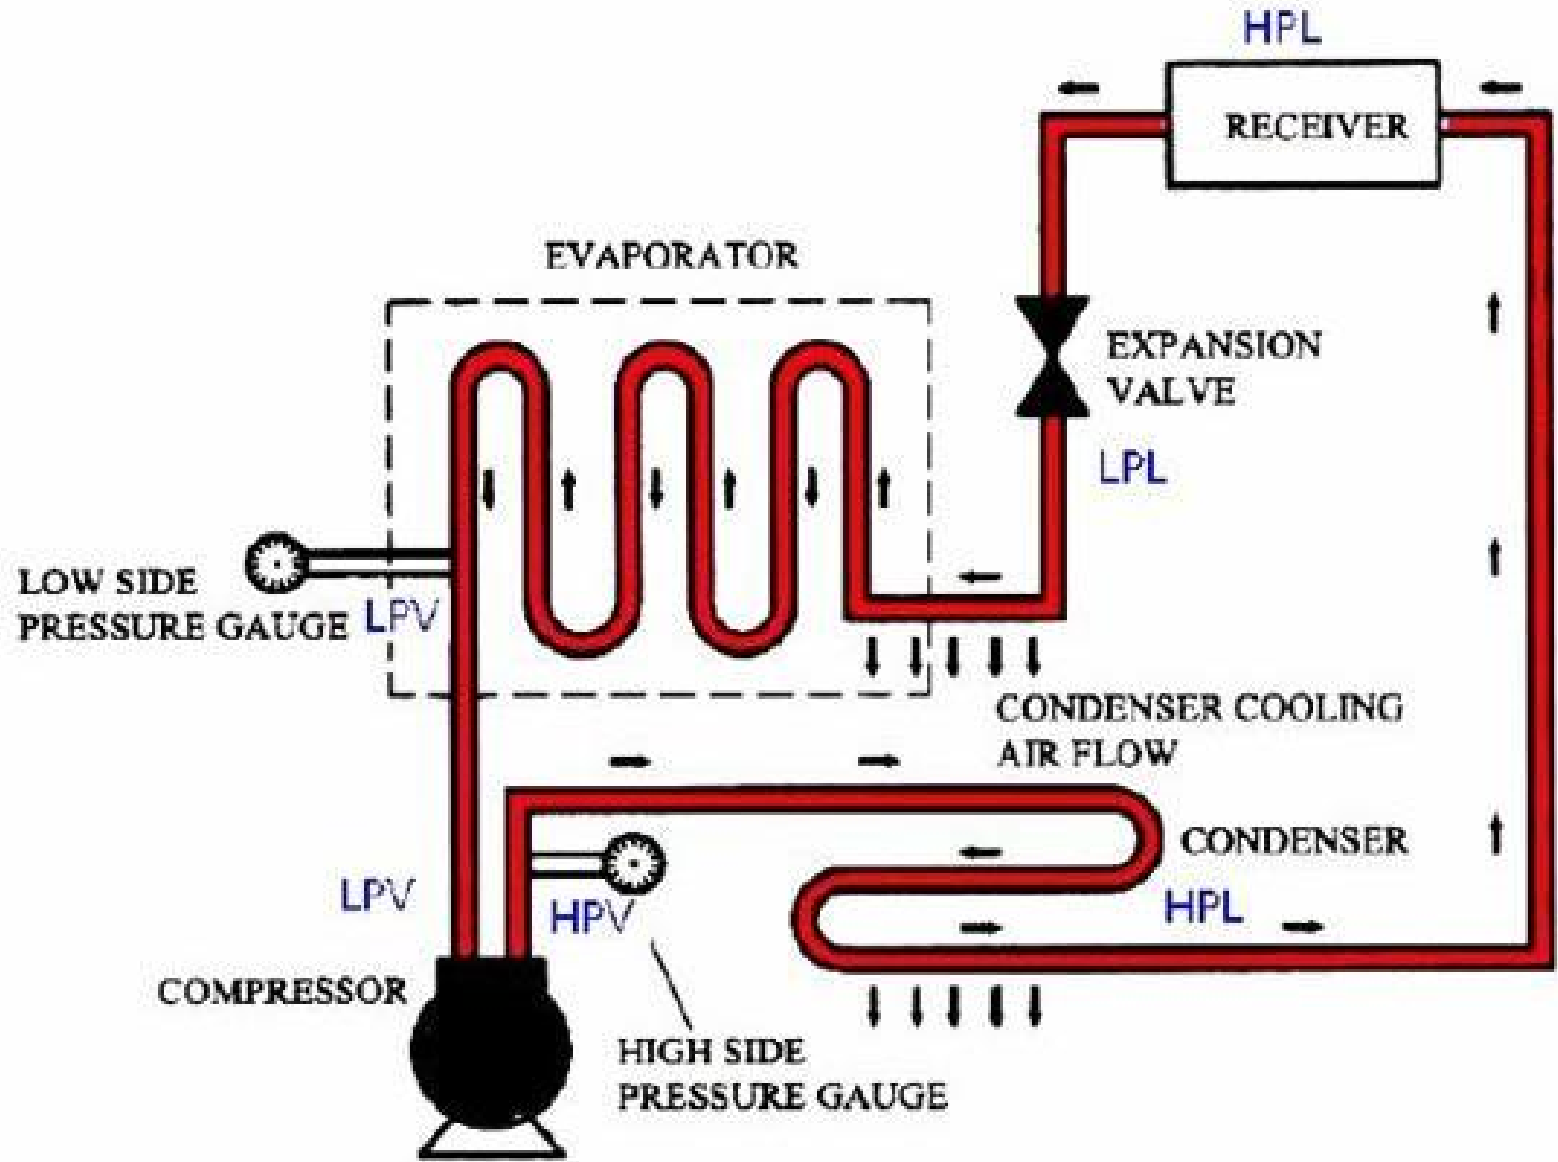 HPL
RECEIVER
EVAPORATOR
EXPANSION
VALVE
LPL
LOW SIDE
PRESSURE GAUGE
LPV
CONDENSER COOLING
AIR FLOW
CONDENSER
LPV
HPV
HPL
COMPRESSOR
HIGH SIDE
PRESSURE GAUGE